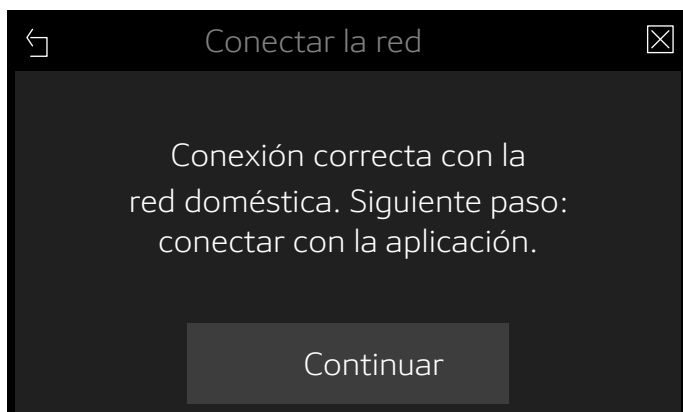 Conectar la red
Conexión correcta con la
red doméstica. Siguiente paso:
conectar con la aplicación.
Continuar